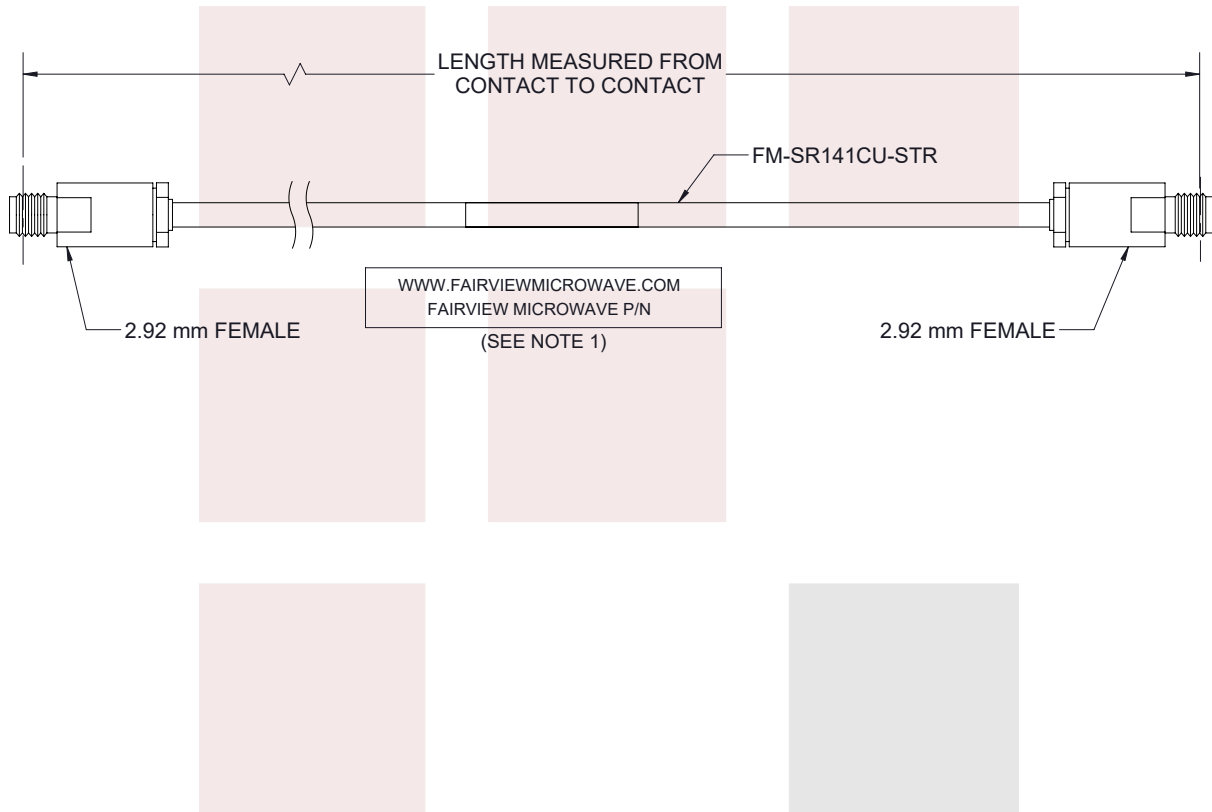 LENGTH MEASURED FROM
CONTACT TO CONTACT
FM-SR141CU-STR
WWW.FAIRVIEWMICROWAVE.COM
FAIRVIEW MICROWAVE P/N
(SEE NOTE 1)
2.92 mm FEMALE
2.92 mm FEMALE